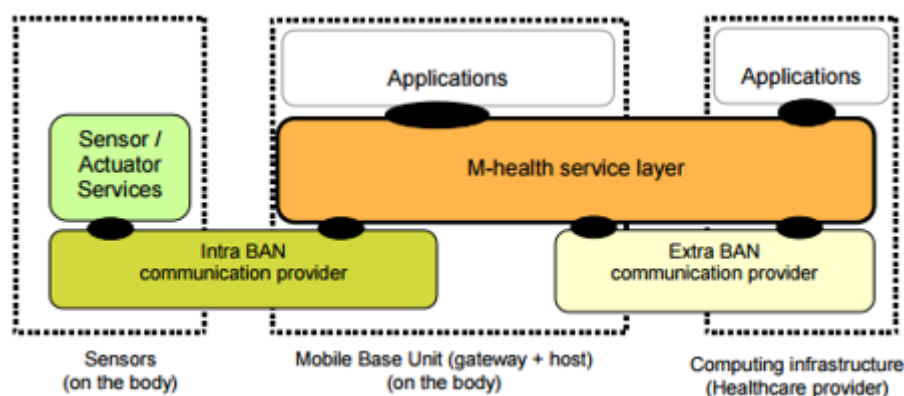 Applications
Applications
Sensor /
Actuator
Services
M-health service layer
Intra BAN
communication provider
Extra BAN
communication provider
Sensors
(on the body)
Mobile Base Unit (gateway + host)
(on the body)
Computing infrastructure
(Healthcare provider)